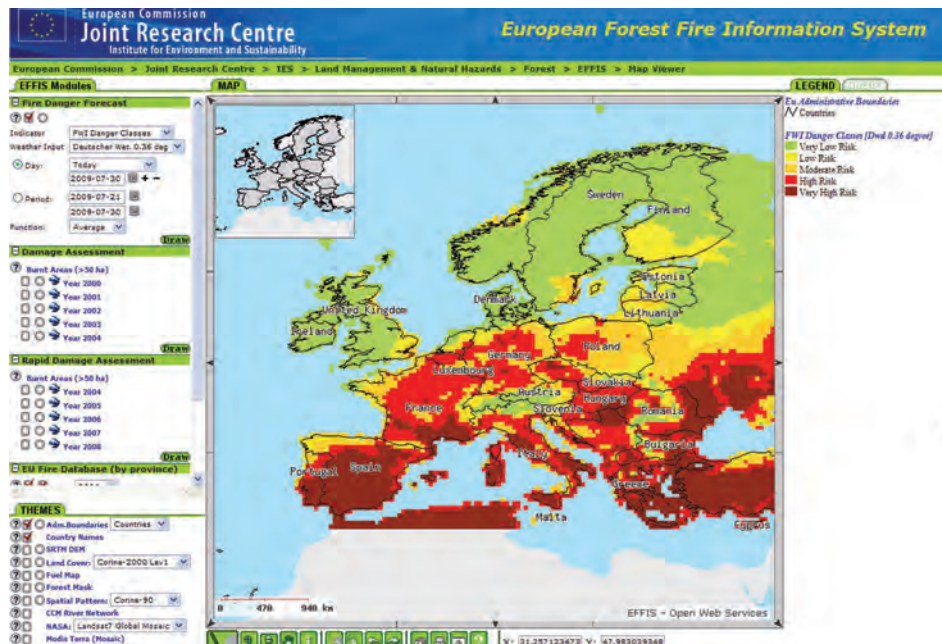 European Commission
Joint Research Centre
Institute for Environment and Sustainability
European Forest Fire Information System
European Commission > Joint Research Centre > IES > Land Management & Natural Hazards > Forest > EFFIS > Map Viewer
EFFIS Modules
Fire Danger Forecast
Indicator FWI Danger Classes
Weather Input Deutscher Wet. 0.36 deg
Day: Today
2009-07-30
Period: 2009-07-21
2009-07-30
Function: Average
Draw
Damage Assessment
Burnt Areas (>50 ha)
Year 2000
Year 2001
Year 2002
Year 2003
Year 2004
Draw
Rapid Damage Assessment
Burnt Areas (>50 ha)
Year 2004
Year 2005
Year 2006
Year 2007
Year 2008
Draw
EU Fire Database (by province)
THEMES
Adm.Boundaries Countries
Country Names
SRTM DEM
Land Cover: Corine-2000 Lev1
Fuel Map
Forest Mask
Spatial Pattern: Corine-90
CCM River Network
NASA: Landsat7 Global Mosaic
Modis Terra (Mosaic)
MAP
Sweden
Finland
Estonia
Latvia
Lithuania
Denmark
United Kingdom
Ireland
Poland
Germany
Luxembourg
Slovakia
Austria
Hungary
France
Slovenia
Romania
Bulgaria
Italy
Portugal
Spain
Greece
Malta
Cyprus
0 470 940 km
EFFIS - Open Web Services
X: 31.257123473 Y: 47.983039348
LEGEND
EU Administrative Boundaries
Countries
FWI Danger Classes [Dwd 0.36 degree]
Very Low Risk
Low Risk
Moderate Risk
High Risk
Very High Risk